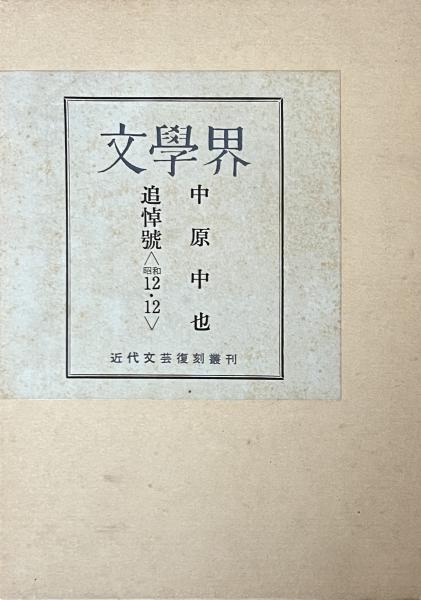 文學界
中原中也
追悼號〈昭和12・12〉
近代文芸復刻叢刊